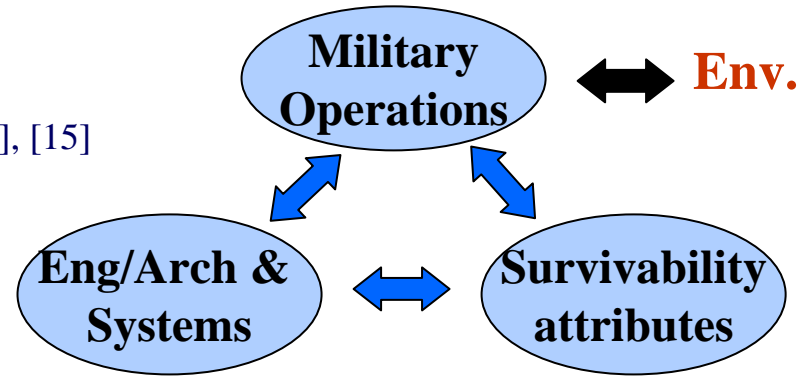 Military
Operations
Env.
], [15]
Eng/Arch &
Systems
Survivability
attributes